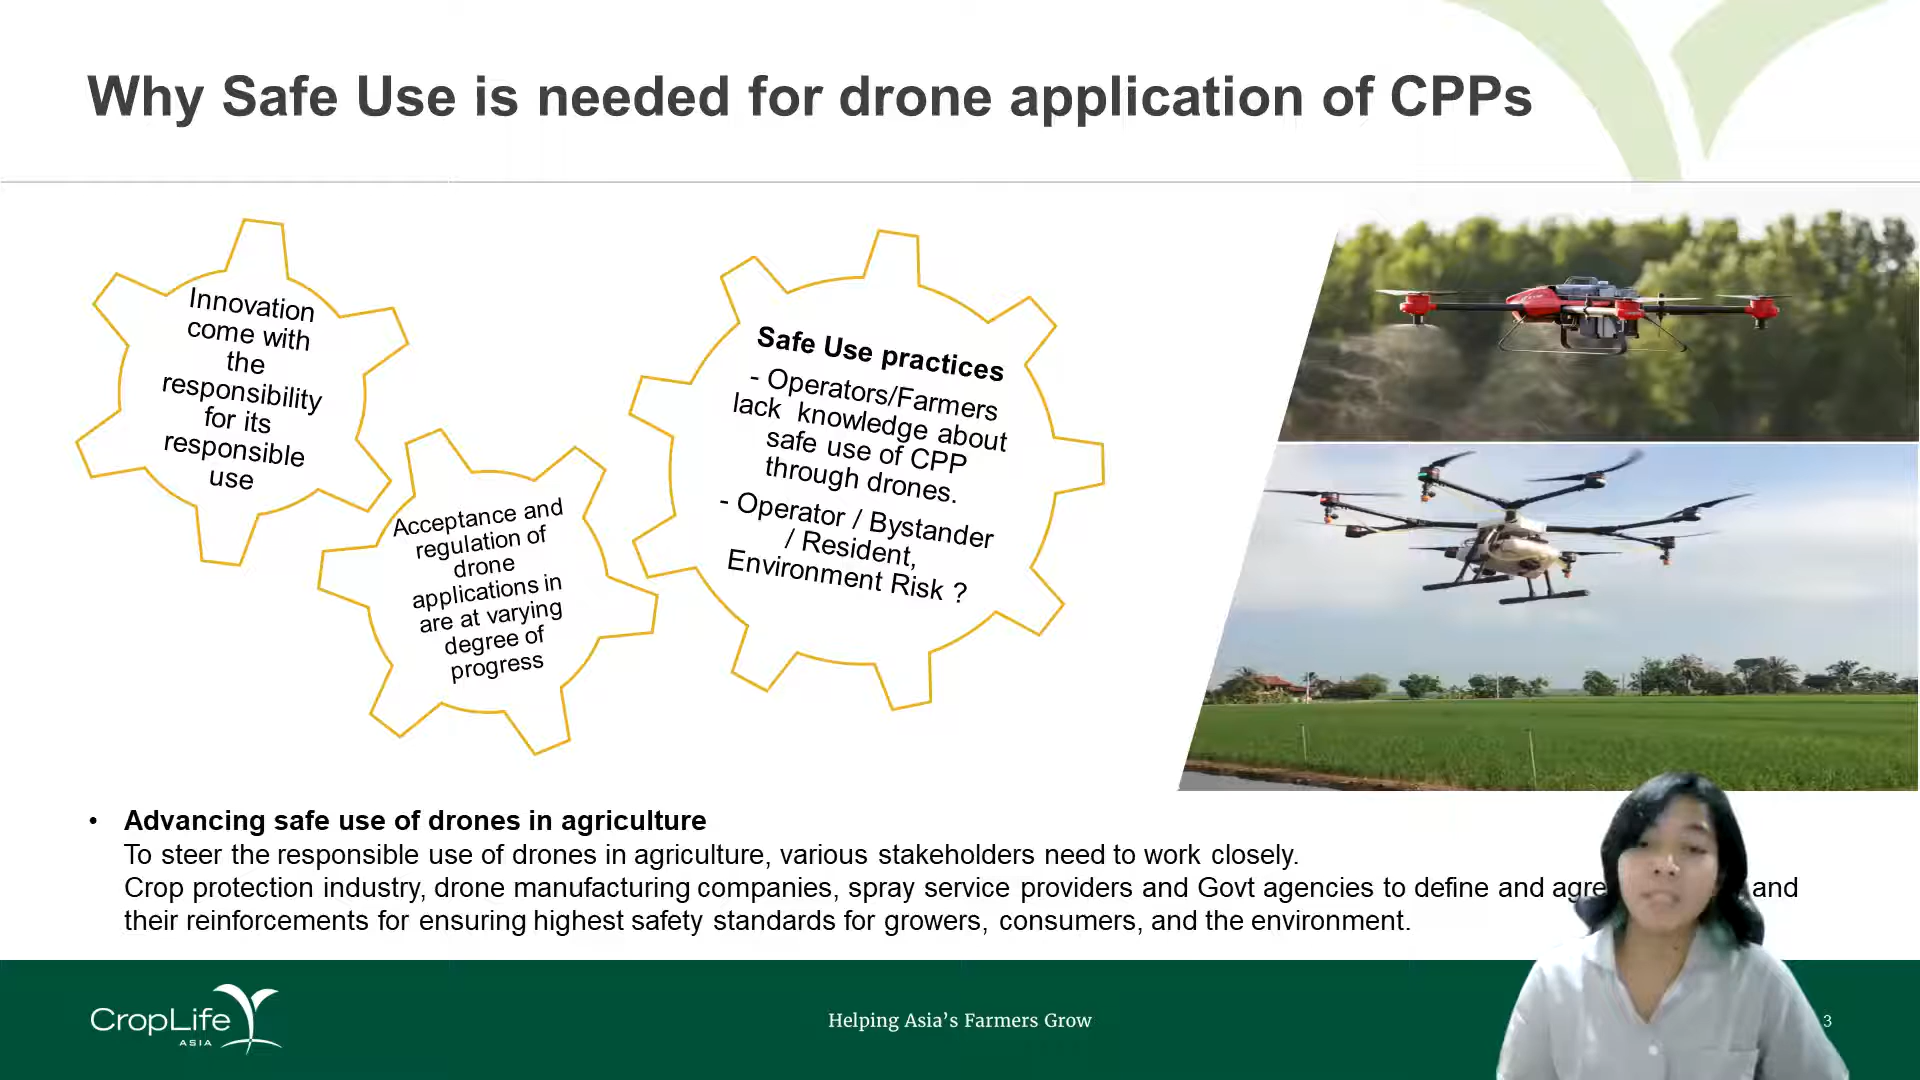 Why Safe Use is needed for drone application of CPPs
Innovation
come with
the
responsibility
for its
responsible
use
Acceptance and
regulation of
drone
applications in
are at varying
degree of
progress
Safe Use practices
- Operators/Farmers
lack knowledge about
safe use of CPP
through drones.
- Operator / Bystander
/ Resident,
Environment Risk ?
• Advancing safe use of drones in agriculture
To steer the responsible use of drones in agriculture, various stakeholders need to work closely.
Crop protection industry, drone manufacturing companies, spray service providers and Govt agencies to define and and
their reinforcements for ensuring highest safety standards for growers, consumers, and the environment.
CropLife
ASIA
Helping Asia's Farmers Grow
3